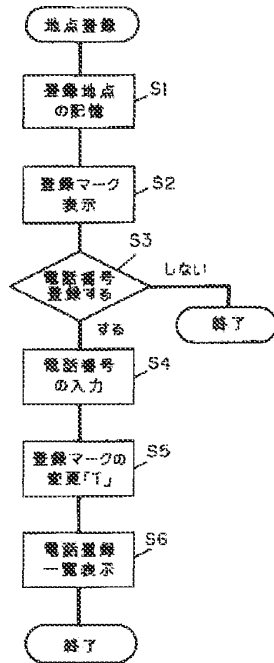 地点登録
登録地点
の記憶
S1
登録マーク
表示
S2
S3
電話番号
登録する
しない
終了
する
電話番号
の入力
S4
登録マークの
変更「T」
S5
電話登録
一覧表示
S6
終了